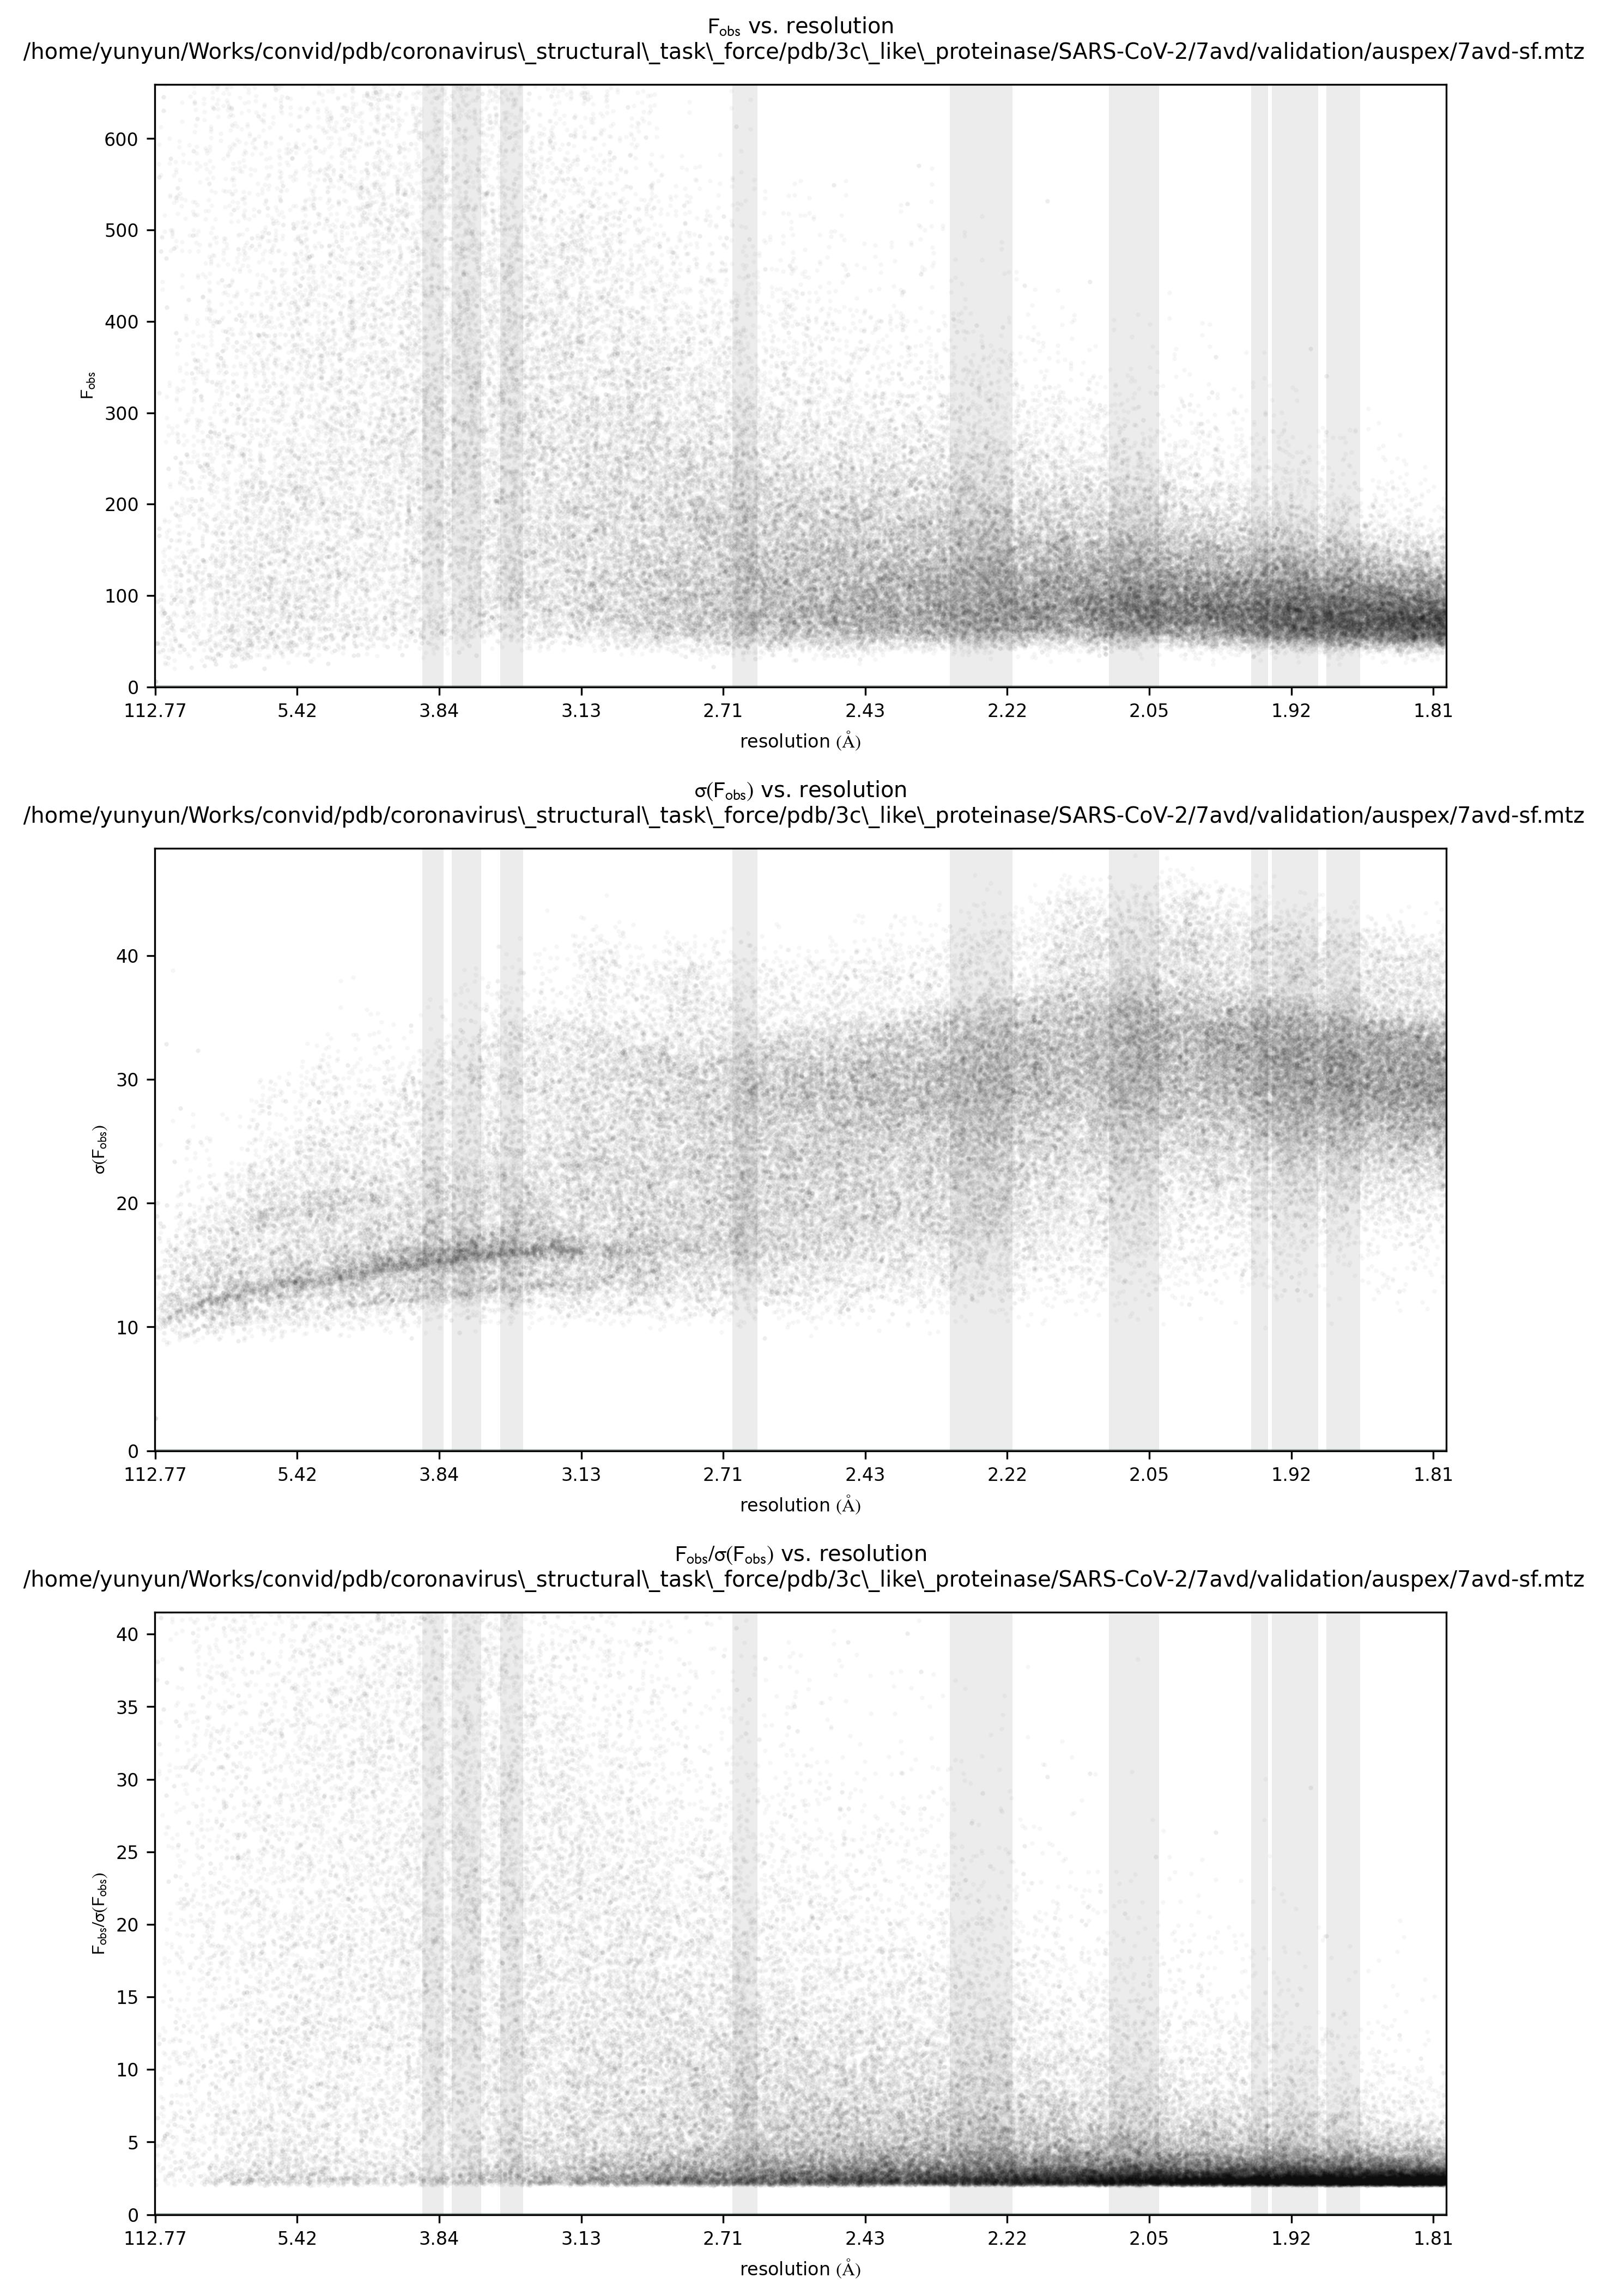 F_obs vs. resolution
/home/yunyun/Works/convid/pdb/coronavirus\_structural\_task\_force/pdb/3c\_like\_proteinase/SARS-CoV-2/7avd/validation/auspex/7avd-sf.mtz
600
500
400
300
200
100
0
F_obs
112.77 5.42 3.84 3.13 2.71 2.43 2.22 2.05 1.92 1.81
resolution (Å)
σ(F_obs) vs. resolution
/home/yunyun/Works/convid/pdb/coronavirus\_structural\_task\_force/pdb/3c\_like\_proteinase/SARS-CoV-2/7avd/validation/auspex/7avd-sf.mtz
40
30
20
10
0
σ(F_obs)
112.77 5.42 3.84 3.13 2.71 2.43 2.22 2.05 1.92 1.81
resolution (Å)
F_obs/σ(F_obs) vs. resolution
/home/yunyun/Works/convid/pdb/coronavirus\_structural\_task\_force/pdb/3c\_like\_proteinase/SARS-CoV-2/7avd/validation/auspex/7avd-sf.mtz
40
35
30
25
20
15
10
5
0
F_obs/σ(F_obs)
112.77 5.42 3.84 3.13 2.71 2.43 2.22 2.05 1.92 1.81
resolution (Å)